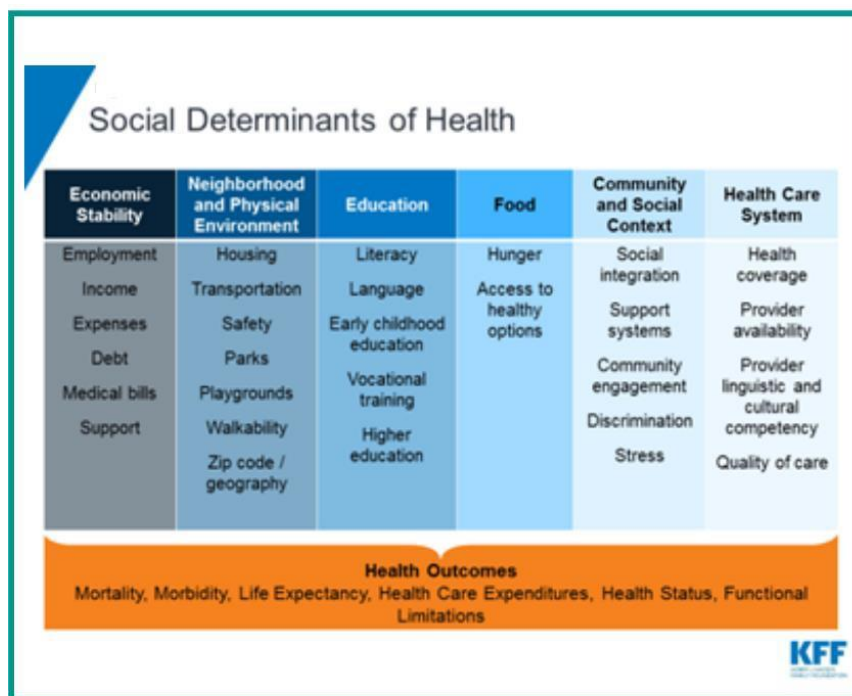 Social Determinants of Health
Economic
Stability
Neighborhood
and Physical
Environment
Education
Food
Community
and Social
Context
Health Care
System
Employment
Income
Expenses
Debt
Medical bills
Support
Housing
Transportation
Safety
Parks
Playgrounds
Walkability
Zip code /
geography
Literacy
Language
Early childhood
education
Vocational
training
Higher
education
Hunger
Access to
healthy
options
Social
integration
Support
systems
Community
engagement
Discrimination
Stress
Health
coverage
Provider
availability
Provider
linguistic and
cultural
competency
Quality of care
Health Outcomes
Mortality, Morbidity, Life Expectancy, Health Care Expenditures, Health Status, Functional
Limitations
KFF